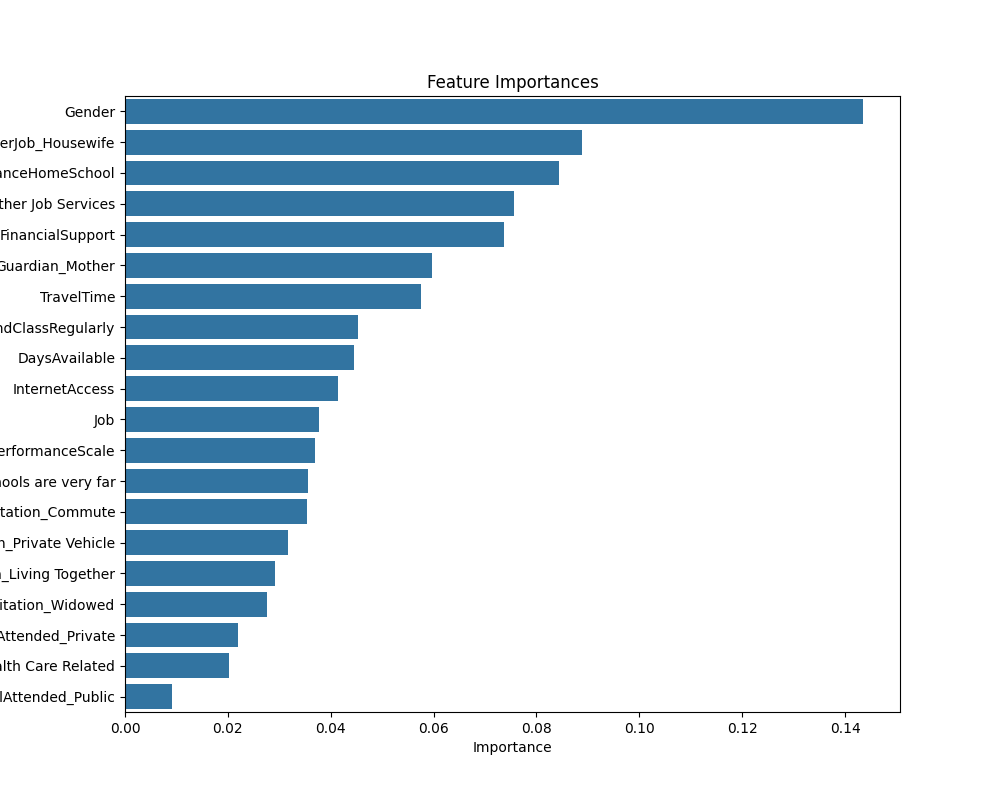 Feature Importances
Gender
erJob_Housewife
anceHomeSchool
ther Job Services
FinancialSupport
Guardian_Mother
TravelTime
ndClassRegularly
DaysAvailable
InternetAccess
Job
erformanceScale
ools are very far
tation_Commute
n_Private Vehicle
_Living Together
itation_Widowed
Attended_Private
alth Care Related
lAttended_Public
0.00 0.02 0.04 0.06 0.08 0.10 0.12 0.14
Importance